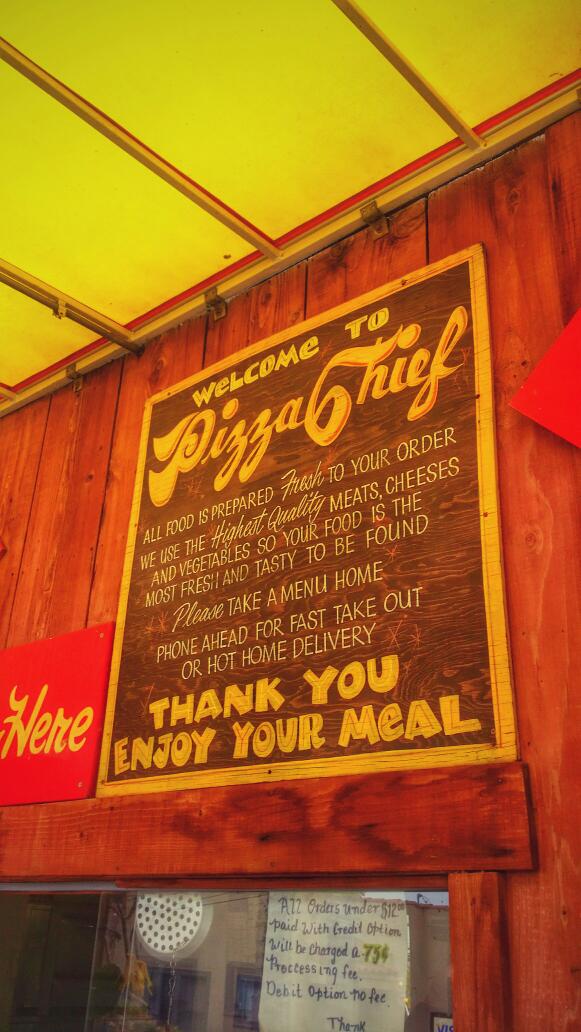 WELCOME TO
Pizza Chief
ALL FOOD IS PREPARED Fresh TO YOUR ORDER
WE USE THE Highest Quality MEATS, CHEESES
AND VEGETABLES SO YOUR FOOD IS THE
MOST FRESH AND TASTY TO BE FOUND
Please TAKE A MENU HOME
PHONE AHEAD FOR FAST TAKE OUT
OR HOT HOME DELIVERY
THANK YOU
ENJOY YOUR MEAL
Here
All Orders under $12.00
paid With Credit Option
Will be Charged a 75¢
Proccessing fee.
Debit Option no fee.
Thank
VIS